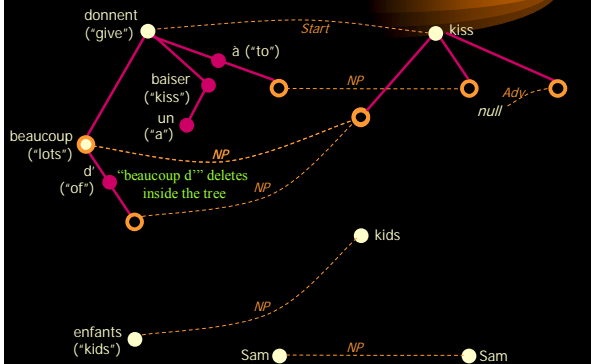 donnent
("give")
Start
kiss
à ("to")
baiser
("kiss")
NP
Adv
null
un
("a")
beaucoup
("lots")
NP
d'
("of")
"beaucoup d'" deletes
inside the tree
NP
kids
NP
enfants
("kids")
Sam
NP
Sam